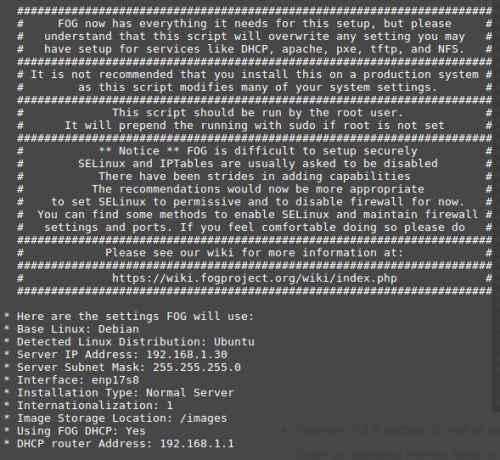 ######################################################################
#     FOG now has everything it needs for this setup, but please     #
#   understand that this script will overwrite any setting you may   #
#   have setup for services like DHCP, apache, pxe, tftp, and NFS.   #
######################################################################
# It is not recommended that you install this on a production system #
#        as this script modifies many of your system settings.       #
######################################################################
#             This script should be run by the root user.            #
#      It will prepend the running with sudo if root is not set      #
######################################################################
#           ** Notice ** FOG is difficult to setup securely          #
#        SELinux and IPTables are usually asked to be disabled       #
#           There have been strides in adding capabilities           #
#          The recommendations would now be more appropriate         #
#    to set SELinux to permissive and to disable firewall for now.   #
#  You can find some methods to enable SELinux and maintain firewall #
#   settings and ports. If you feel comfortable doing so please do   #
######################################################################
#            Please see our wiki for more information at:            #
######################################################################
#             https://wiki.fogproject.org/wiki/index.php             #
######################################################################
* Here are the settings FOG will use:
* Base Linux: Debian
* Detected Linux Distribution: Ubuntu
* Server IP Address: 192.168.1.30
* Server Subnet Mask: 255.255.255.0
* Interface: enp17s8
* Installation Type: Normal Server
* Internationalization: 1
* Image Storage Location: /images
* Using FOG DHCP: Yes
* DHCP router Address: 192.168.1.1